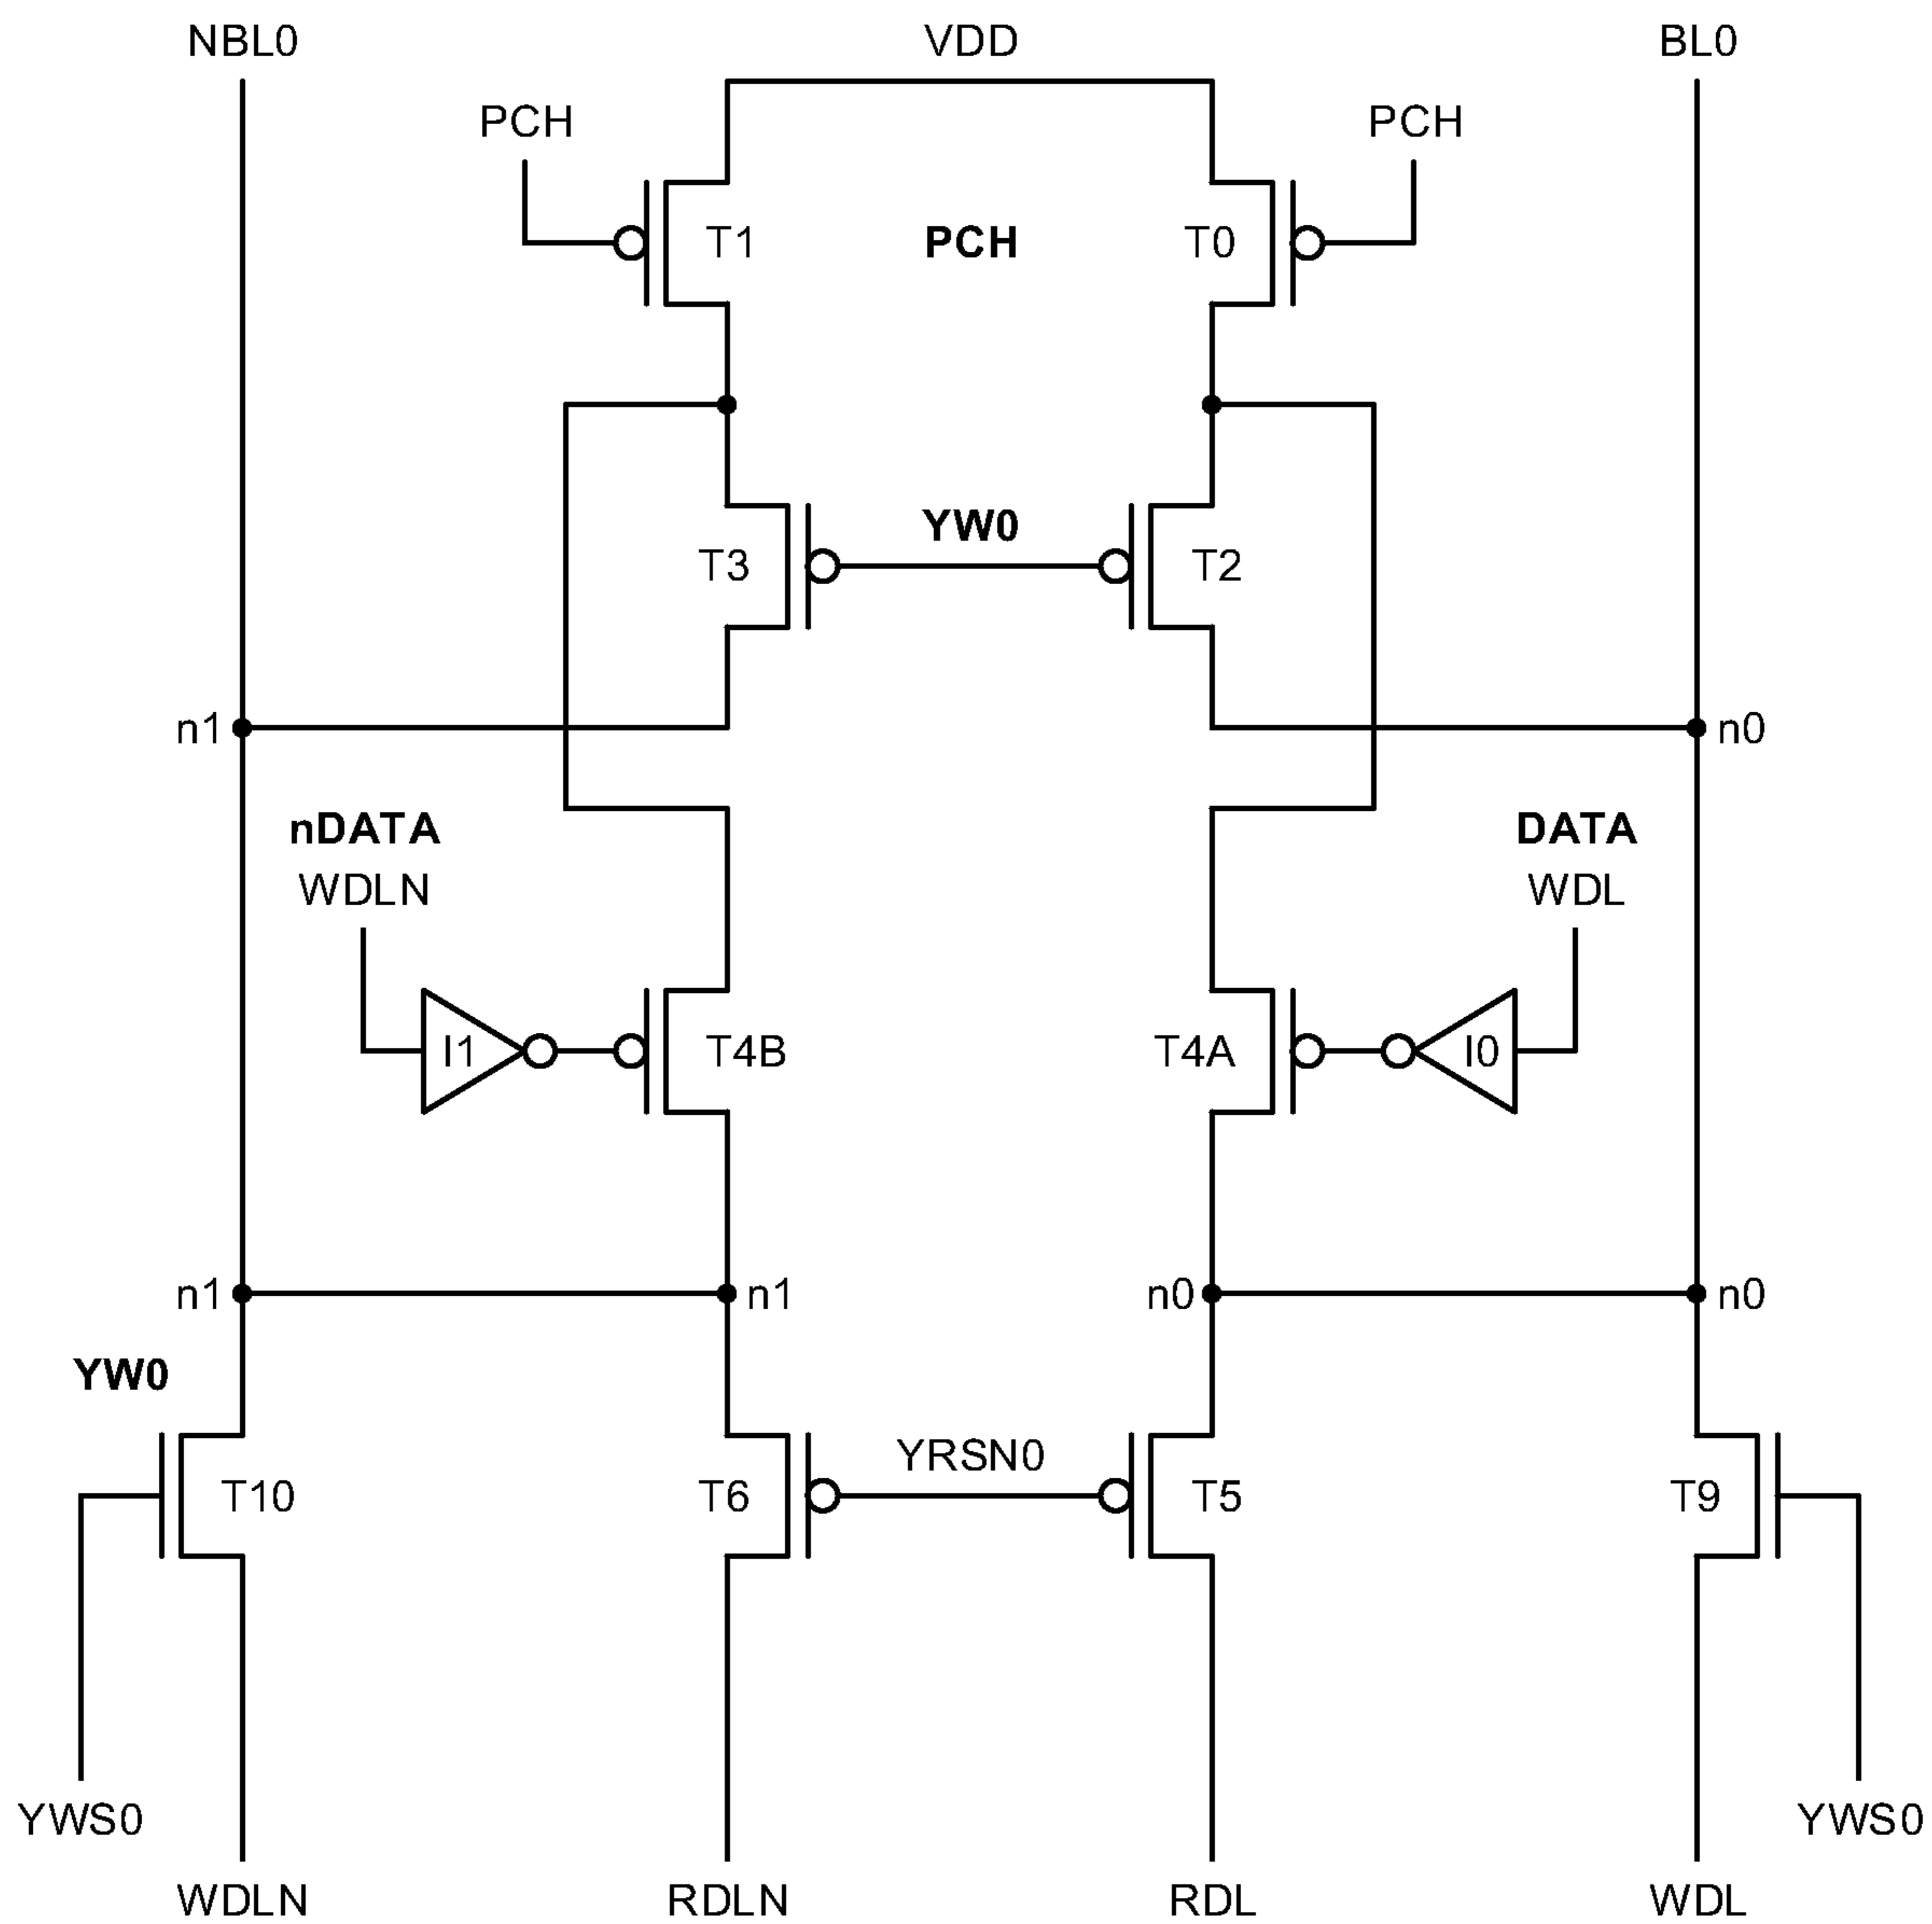 NBL0 VDD BL0
PCH PCH
T1 PCH T0
YW0
T3 T2
n1 n0
nDATA DATA
WDLN WDL
I1 T4B T4A I0
n1 n1 n0 n0
YW0
YRSN0
T10 T6 T5 T9
YWS0 YWS0
WDLN RDLN RDL WDL